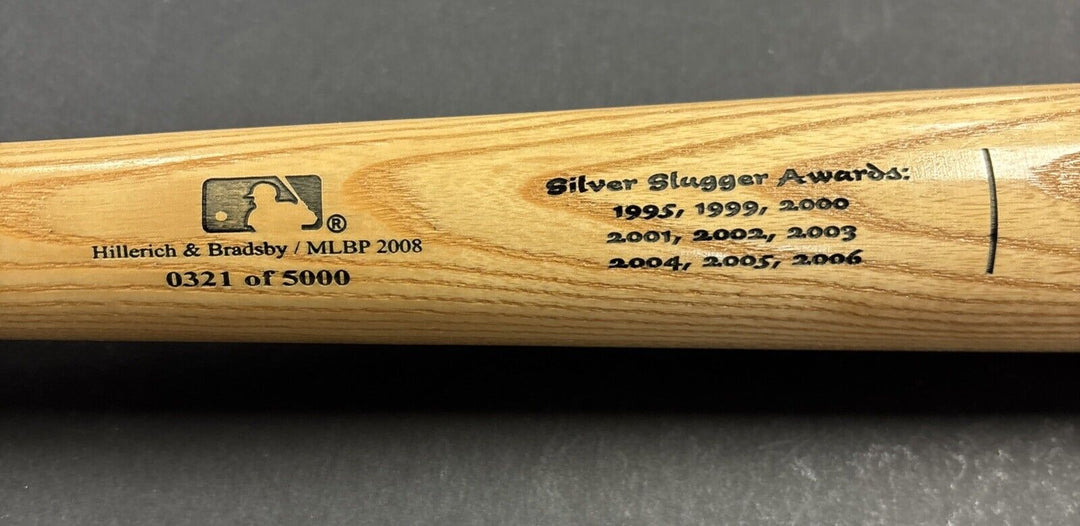 ®
Hillerich & Bradsby / MLBP 2008
0321 of 5000
Silver Slugger Awards:
1995, 1999, 2000
2001, 2002, 2003
2004, 2005, 2006